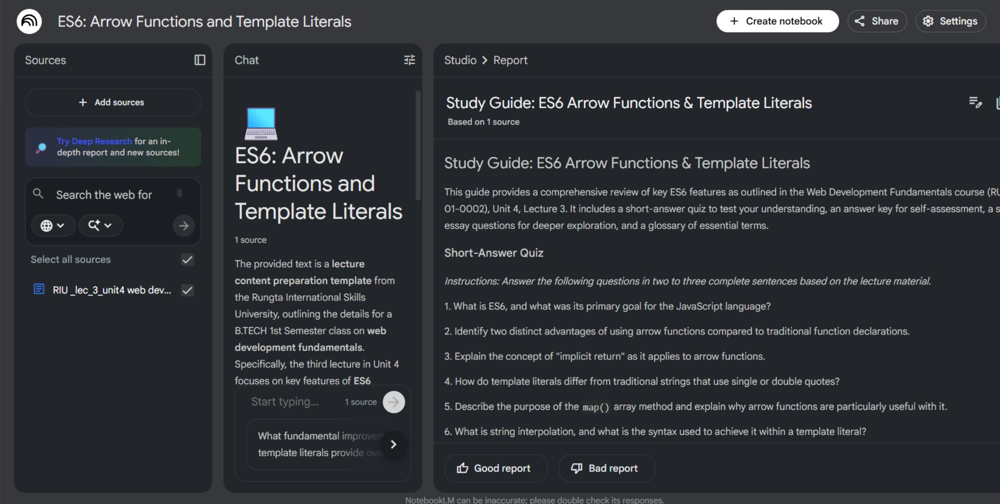 ES6: Arrow Functions and Template Literals
Create notebook
Share
Settings
Sources
Add sources
Try Deep Research for an in-
depth report and new sources!
Search the web for
Select all sources
RIU _lec_3_unit4 web dev...
Chat
ES6: Arrow
Functions and
Template Literals
1 source
The provided text is a lecture
content preparation template from
the Rungta International Skills
University, outlining the details for a
B.TECH 1st Semester class on web
development fundamentals.
Specifically, the third lecture in Unit 4
focuses on key features of ES6
Start typing...
1 source
What fundamental improvem
template literals provide ove
Studio > Report
Study Guide: ES6 Arrow Functions & Template Literals
Based on 1 source
Study Guide: ES6 Arrow Functions & Template Literals
This guide provides a comprehensive review of key ES6 features as outlined in the Web Development Fundamentals course (RU
01-0002), Unit 4, Lecture 3. It includes a short-answer quiz to test your understanding, an answer key for self-assessment, a s
essay questions for deeper exploration, and a glossary of essential terms.
Short-Answer Quiz
Instructions: Answer the following questions in two to three complete sentences based on the lecture material.
1. What is ES6, and what was its primary goal for the JavaScript language?
2. Identify two distinct advantages of using arrow functions compared to traditional function declarations.
3. Explain the concept of "implicit return" as it applies to arrow functions.
4. How do template literals differ from traditional strings that use single or double quotes?
5. Describe the purpose of the map() array method and explain why arrow functions are particularly useful with it.
6. What is string interpolation, and what is the syntax used to achieve it within a template literal?
Good report
Bad report
NotebookLM can be inaccurate; please double check its responses.